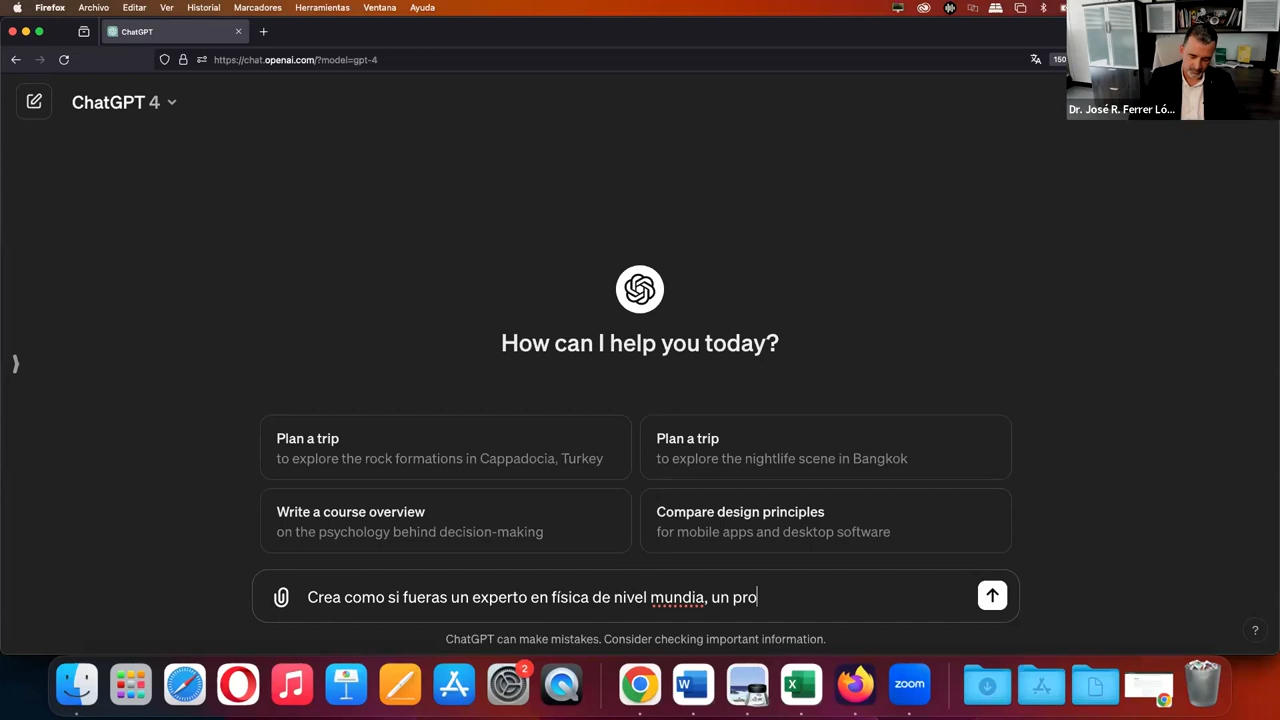 Firefox Archivo Editar Ver Historial Marcadores Herramientas Ventana Ayuda
ChatGPT
https://chat.openai.com/?model=gpt-4
150
Dr. José R. Ferrer Ló...
ChatGPT 4
How can I help you today?
Plan a trip
to explore the rock formations in Cappadocia, Turkey
Plan a trip
to explore the nightlife scene in Bangkok
Write a course overview
on the psychology behind decision-making
Compare design principles
for mobile apps and desktop software
Crea como si fueras un experto en física de nivel mundia, un pro
ChatGPT can make mistakes. Consider checking important information.
?
2
W
X
zoom